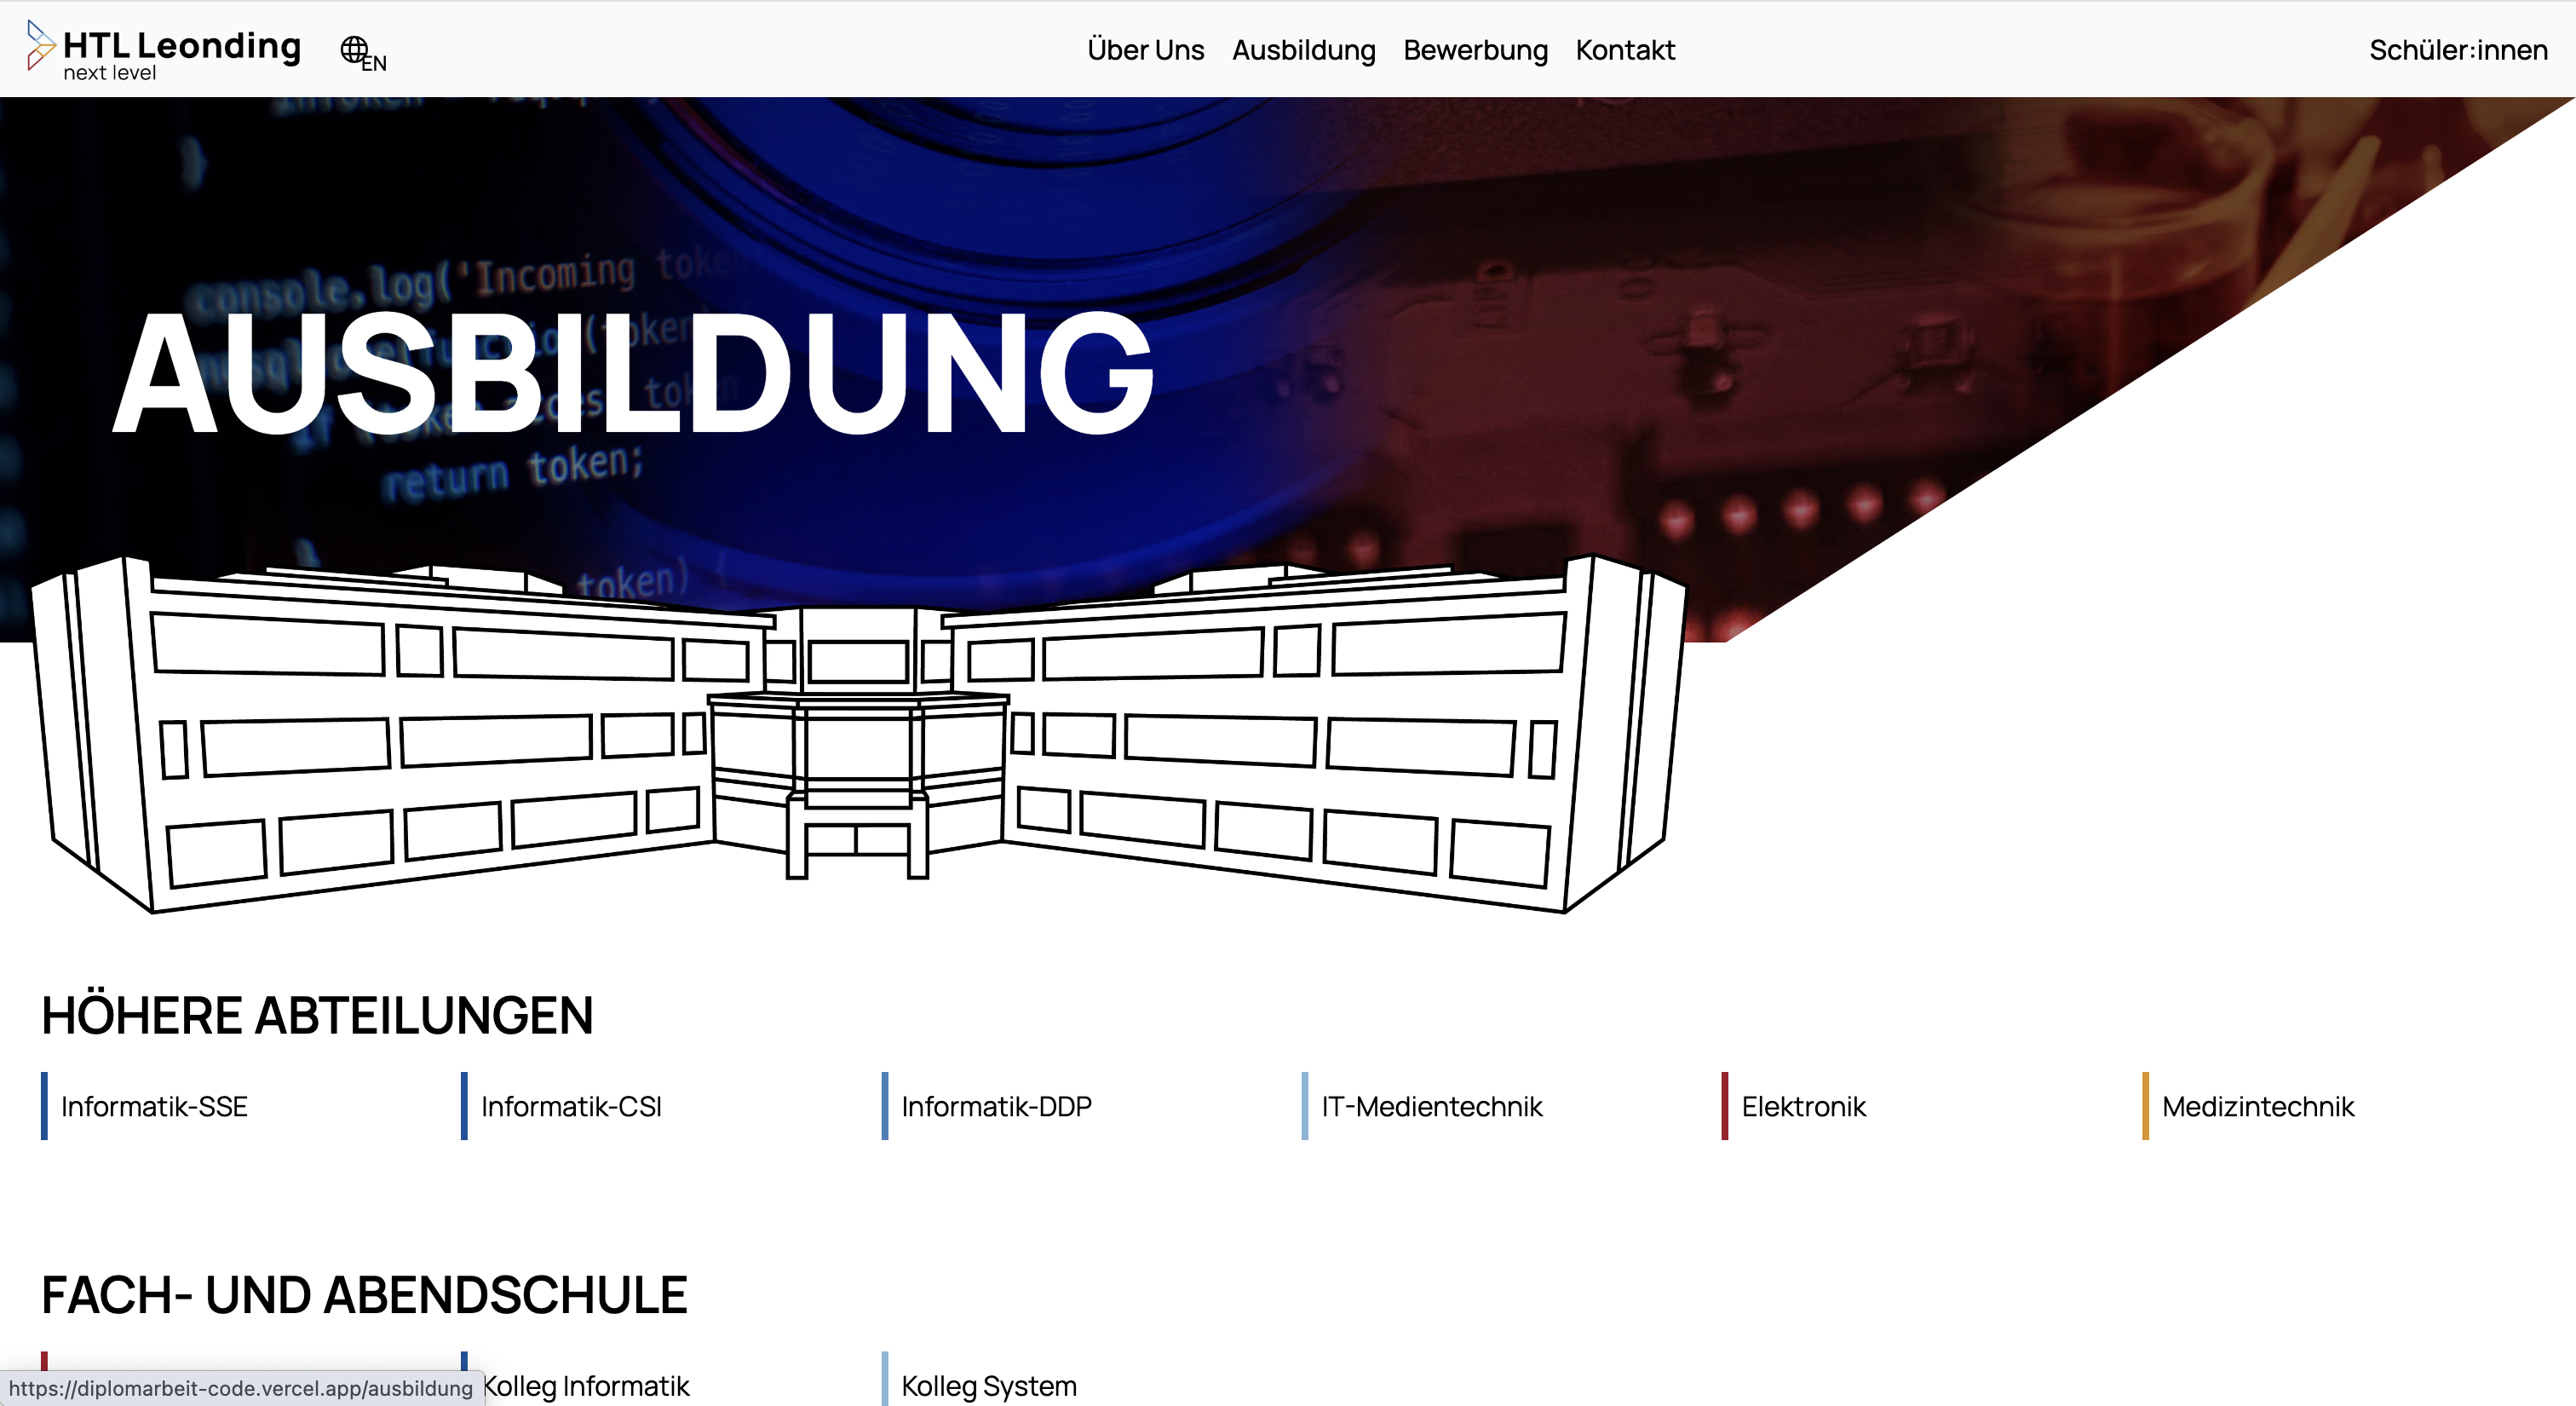 HTL Leonding
next level
EN
Über Uns Ausbildung Bewerbung Kontakt
Schüler:innen
console.log('Incoming token
AUSBILDUNG
return token;
token) {
HÖHERE ABTEILUNGEN
Informatik-SSE
Informatik-CSI
Informatik-DDP
IT-Medientechnik
Elektronik
Medizintechnik
FACH- UND ABENDSCHULE
Kolleg Informatik
Kolleg System
https://diplomarbeit-code.vercel.app/ausbildung